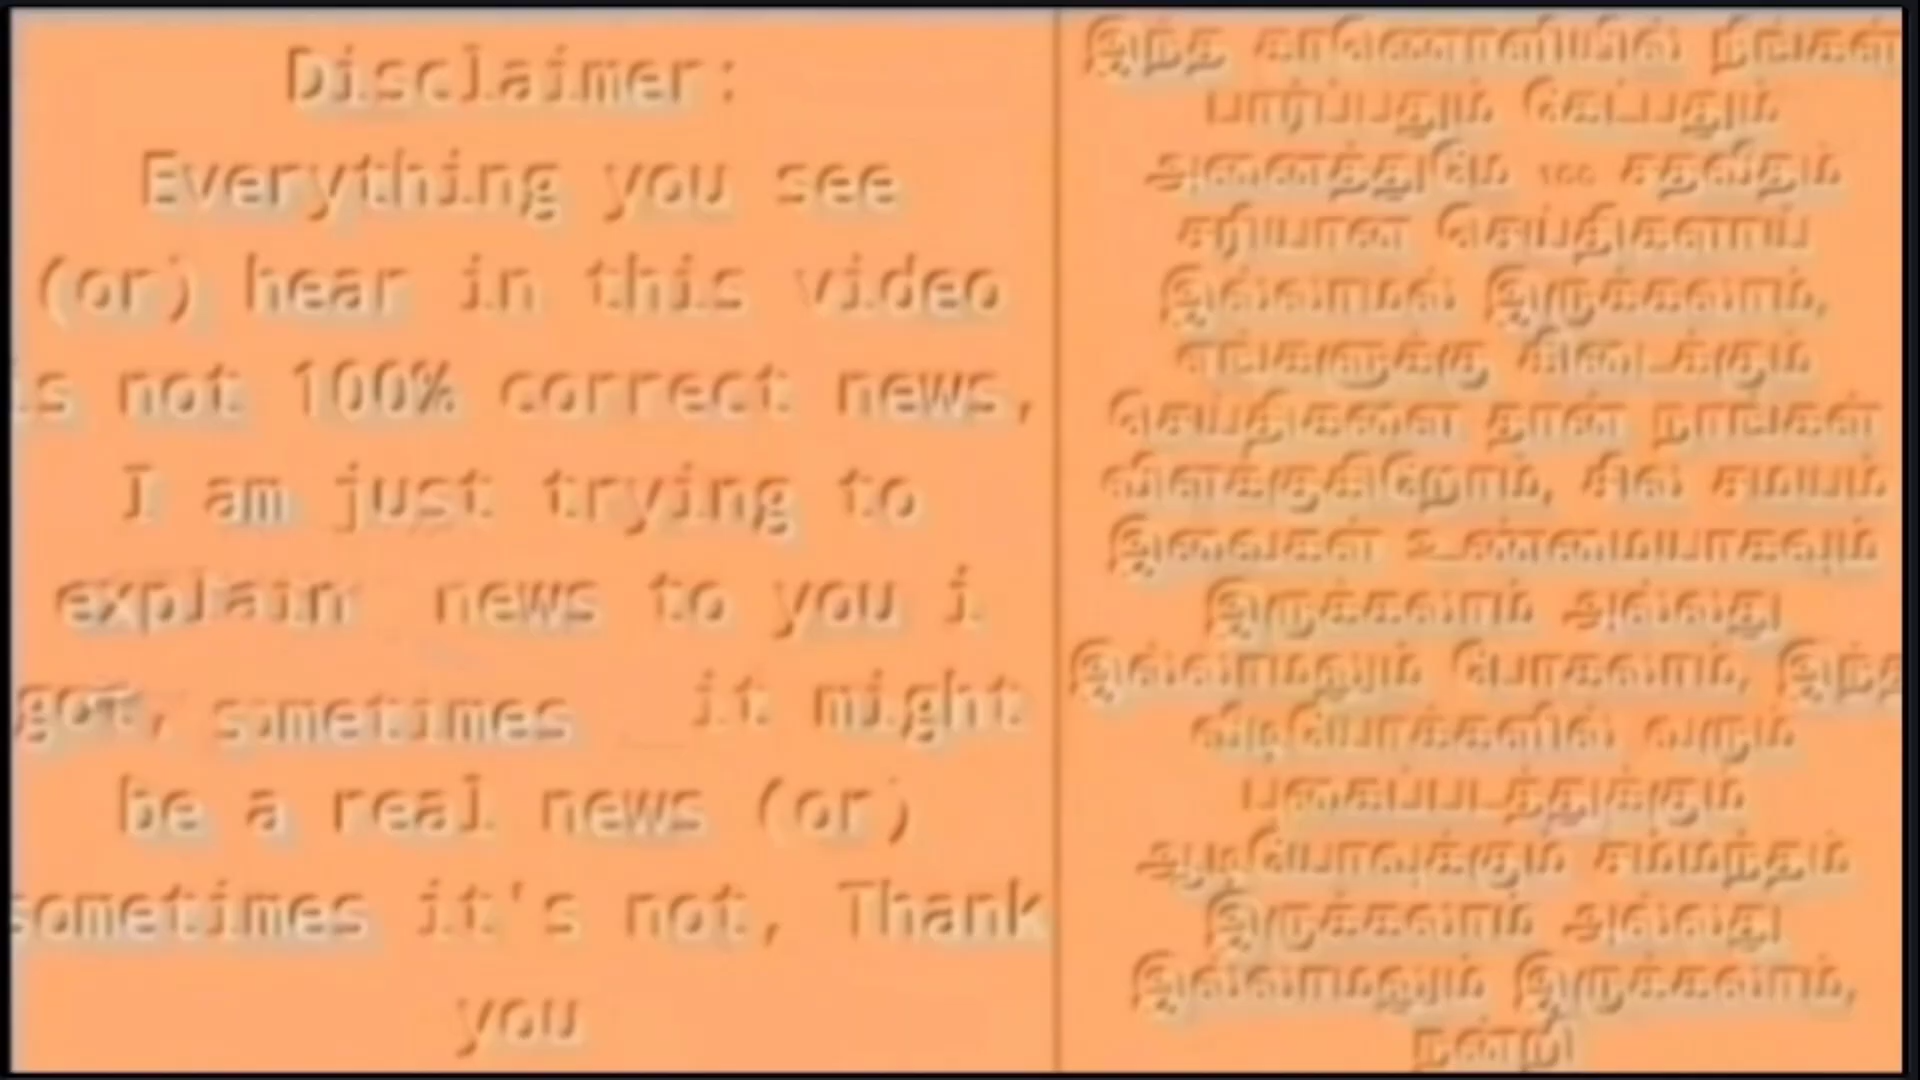 Disclaimer:
Everything you see
(or) hear in this video
is not 100% correct news,
I am just trying to
explain news to you i
got, sometimes it might
be a real news (or)
sometimes it's not, Thank
you
இந்த காணொளியில் நீங்கள்
பார்ப்பதும் கேட்பதும்
அனைத்துமே 100 சதவீதம்
சரியான செய்திகளாய்
இல்லாமல் இருக்கலாம்,
எங்களுக்கு கிடைக்கும்
செய்திகளை தான் நாங்கள்
விளக்குகிறோம், சில சமயம்
இவைகள் உண்மையாகவும்
இருக்கலாம் அல்லது
இல்லாமலும் போகலாம், இந்த
வீடியோக்களில் வரும்
புகைப்படத்துக்கும்
ஆடியோவுக்கும் சம்மந்தம்
இருக்கலாம் அல்லது
இல்லாமலும் இருக்கலாம்,
நன்றி